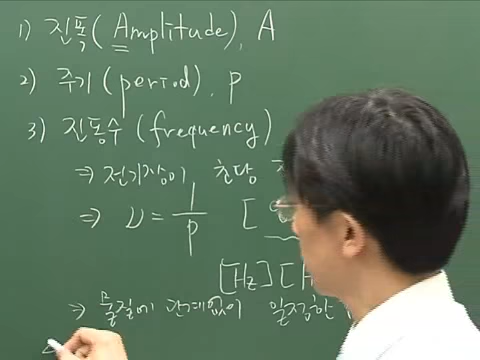 1) 진폭(Amplitude), A
2) 주기(period), p
3) 진동수(frequency)
⇒ 전기장이 초당
⇒ ν = 1/p [
[Hz] [H
⇒ 물질에 관계없이 일정한